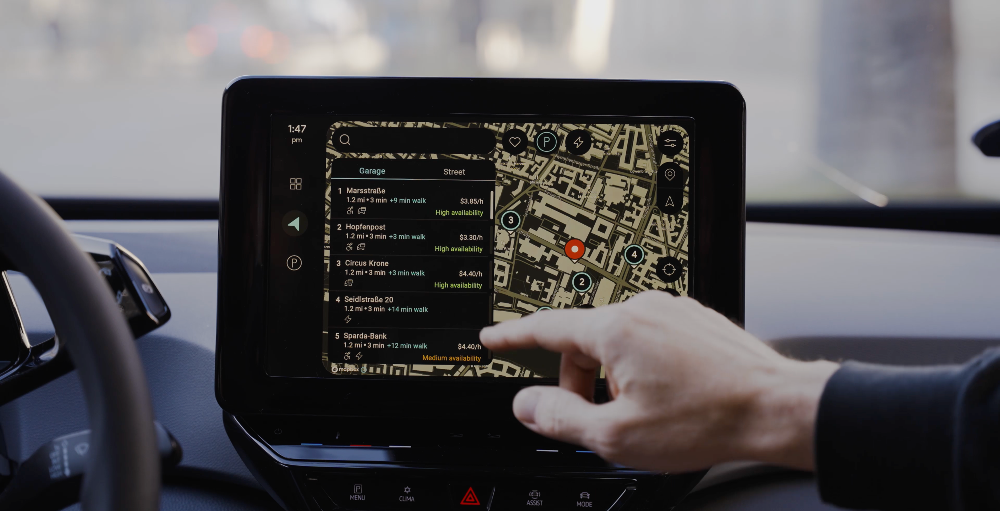 1:47
pm
Garage
Street
1 Marsstraße
1.2 mi • 3 min +9 min walk
$3.85/h
High availability
2 Hopfenpost
1.2 mi • 3 min +3 min walk
$3.30/h
High availability
3 Circus Krone
1.2 mi • 3 min +3 min walk
$4.40/h
High availability
4 Seidlstraße 20
1.2 mi • 3 min +14 min walk
5 Sparda-Bank
1.2 mi • 3 min +12 min walk
$4.40/h
Medium availability
mapbox
P
P
Nymphenburger Straße
Dachauer Straße
Karlstraße
Seidlstraße
3
4
2
P
MENU
CLIMA
ASSIST
MODE